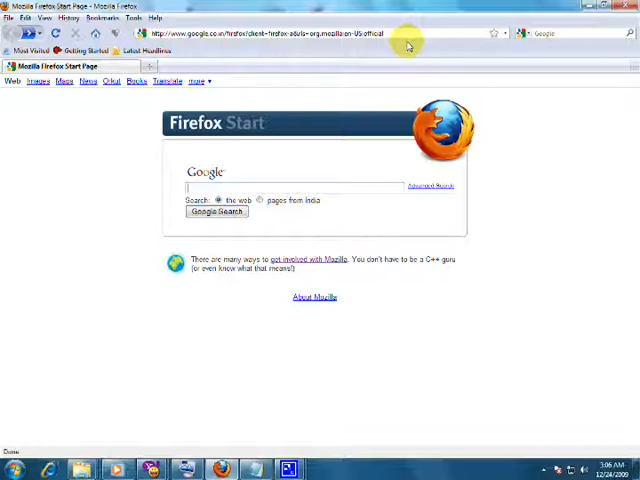 Mozilla Firefox Start Page - Mozilla Firefox
File Edit View History Bookmarks Tools Help
http://www.google.co.in/firefox?client=firefox-a&rls=org.mozilla:en-US:official
Google
Most Visited Getting Started Latest Headlines
Mozilla Firefox Start Page
Web Images Maps News Orkut Books Translate more ▼
Firefox Start
Google™
Advanced Search
Search: the web pages from India
Google Search
There are many ways to get involved with Mozilla. You don't have to be a C++ guru
(or even know what that means!)
About Mozilla
Done
3:06 AM
12/24/2009